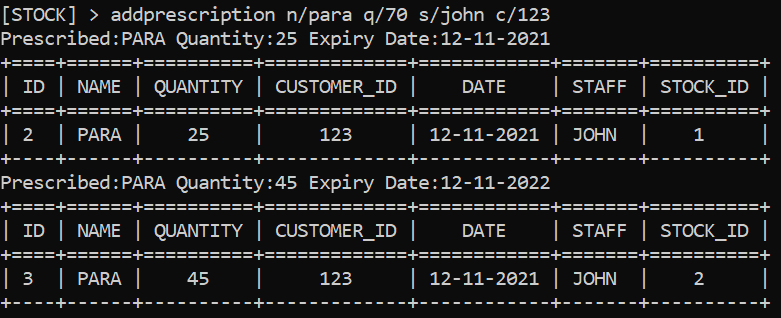 [STOCK] > addprescription n/para q/70 s/john c/123
Prescribed:PARA Quantity:25 Expiry Date:12-11-2021
+====+======+==========+=============+============+=======+==========+
| ID | NAME | QUANTITY | CUSTOMER_ID |    DATE    | STAFF | STOCK_ID |
+====+======+==========+=============+============+=======+==========+
| 2  | PARA |    25    |     123     | 12-11-2021 | JOHN  |    1     |
+----+------+----------+-------------+------------+-------+----------+
Prescribed:PARA Quantity:45 Expiry Date:12-11-2022
+====+======+==========+=============+============+=======+==========+
| ID | NAME | QUANTITY | CUSTOMER_ID |    DATE    | STAFF | STOCK_ID |
+====+======+==========+=============+============+=======+==========+
| 3  | PARA |    45    |     123     | 12-11-2021 | JOHN  |    2     |
+----+------+----------+-------------+------------+-------+----------+